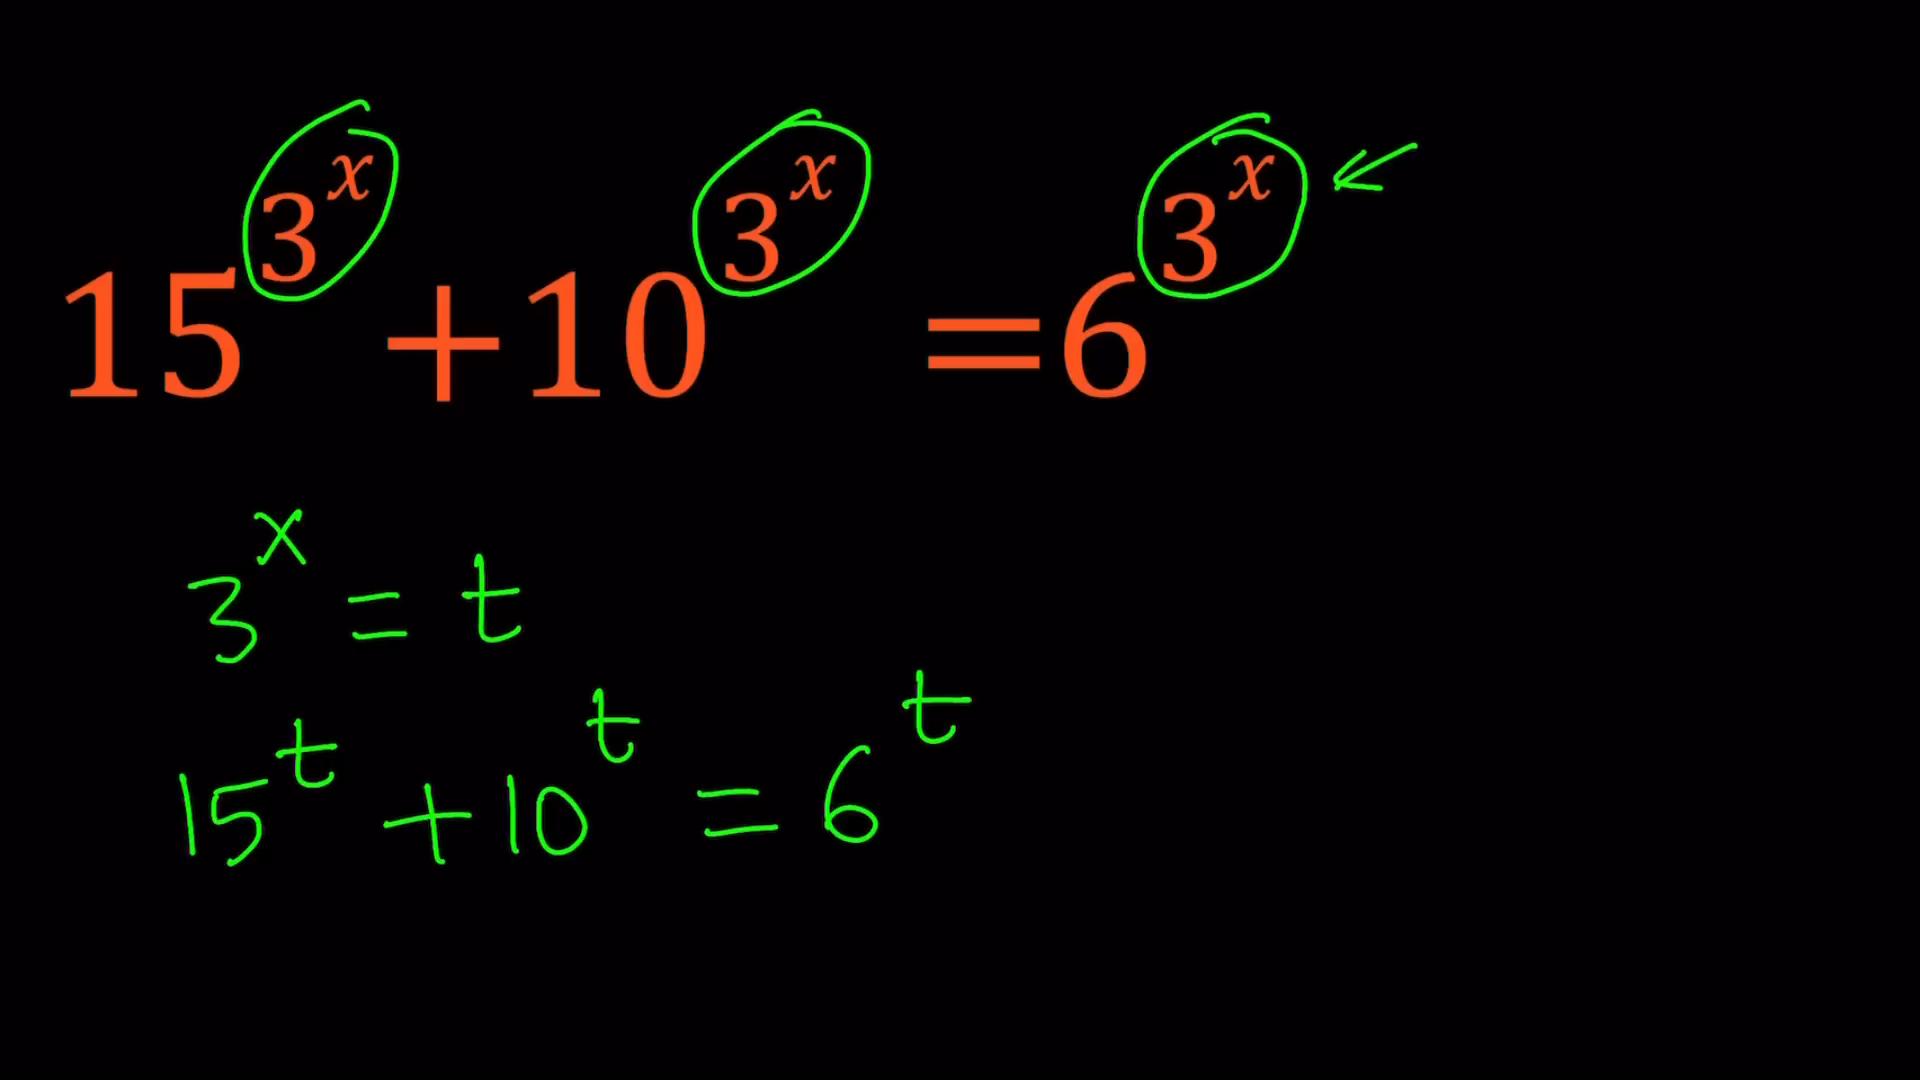 15^{3^x} + 10^{3^x} = 6^{3^x}
3^x = t
15^t + 10^t = 6^t